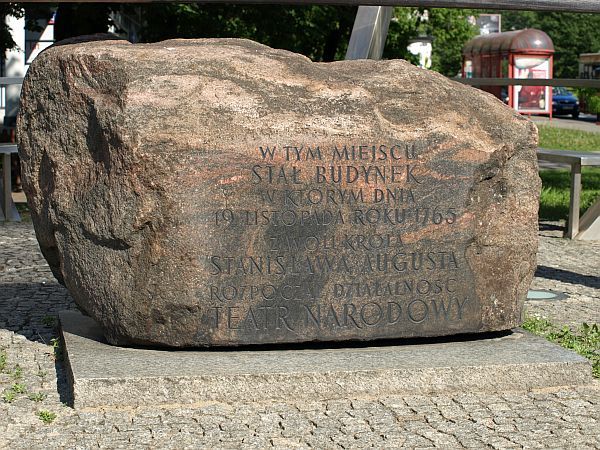 W TYM MIEJSCU
STAŁ BUDYNEK
W KTÓRYM DNIA
19 LISTOPADA ROKU 1765
Z WOLI KRÓLA
STANISŁAWA AUGUSTA
ROZPOCZĄŁ DZIAŁALNOŚĆ
TEATR NARODOWY